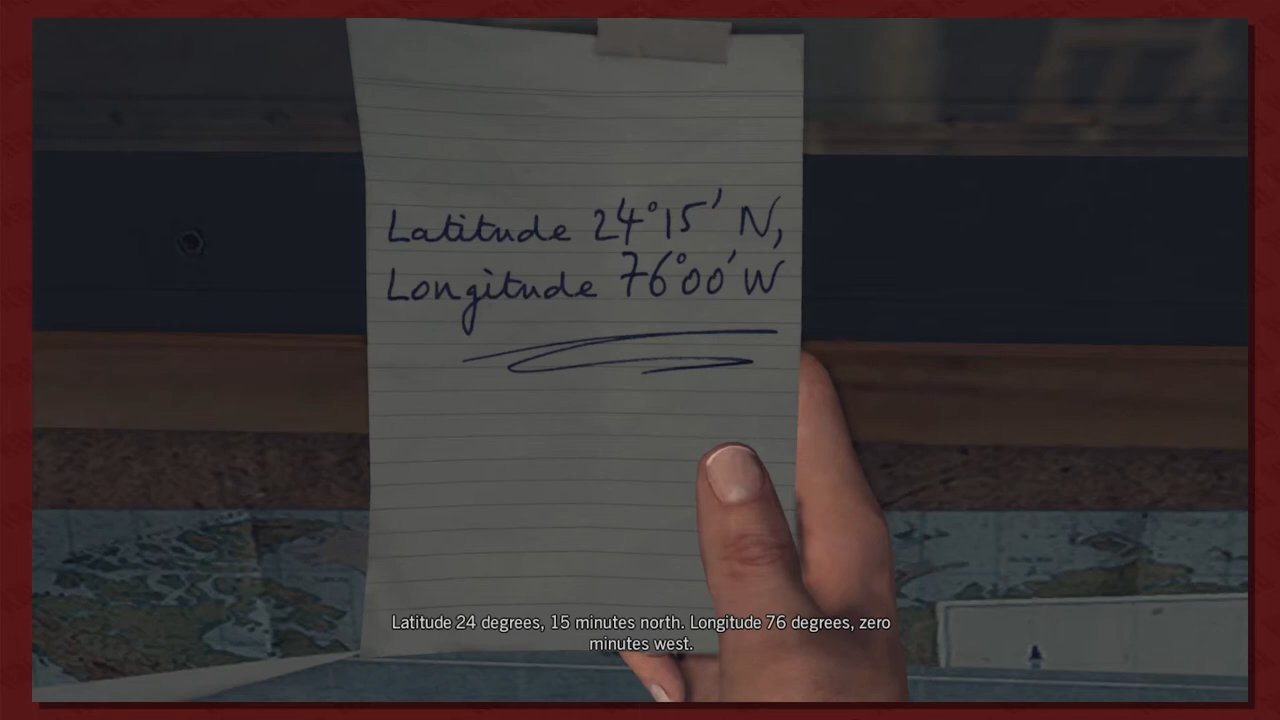 Latitude 24°15' N,
Longitude 76°00' W
Latitude 24 degrees, 15 minutes north. Longitude 76 degrees, zero
minutes west.